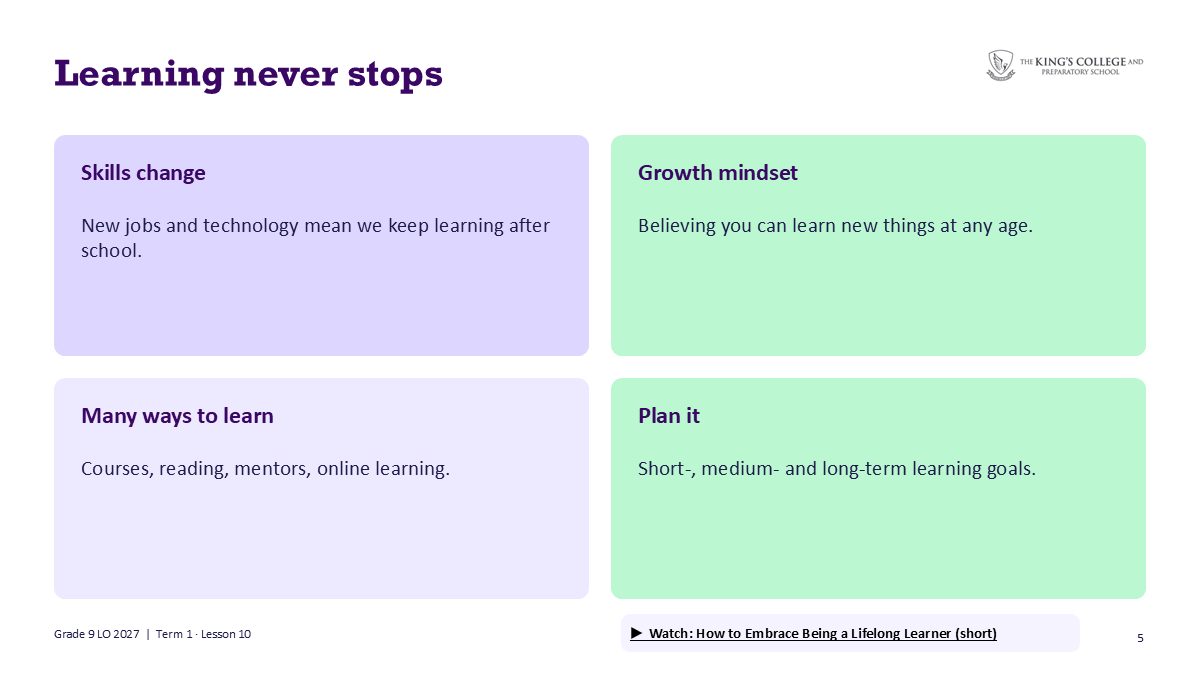 Learning never stops
THE KING'S COLLEGE AND
PREPARATORY SCHOOL
Skills change
New jobs and technology mean we keep learning after
school.
Growth mindset
Believing you can learn new things at any age.
Many ways to learn
Courses, reading, mentors, online learning.
Plan it
Short-, medium- and long-term learning goals.
Grade 9 LO 2027 | Term 1 · Lesson 10
▶ Watch: How to Embrace Being a Lifelong Learner (short)
5